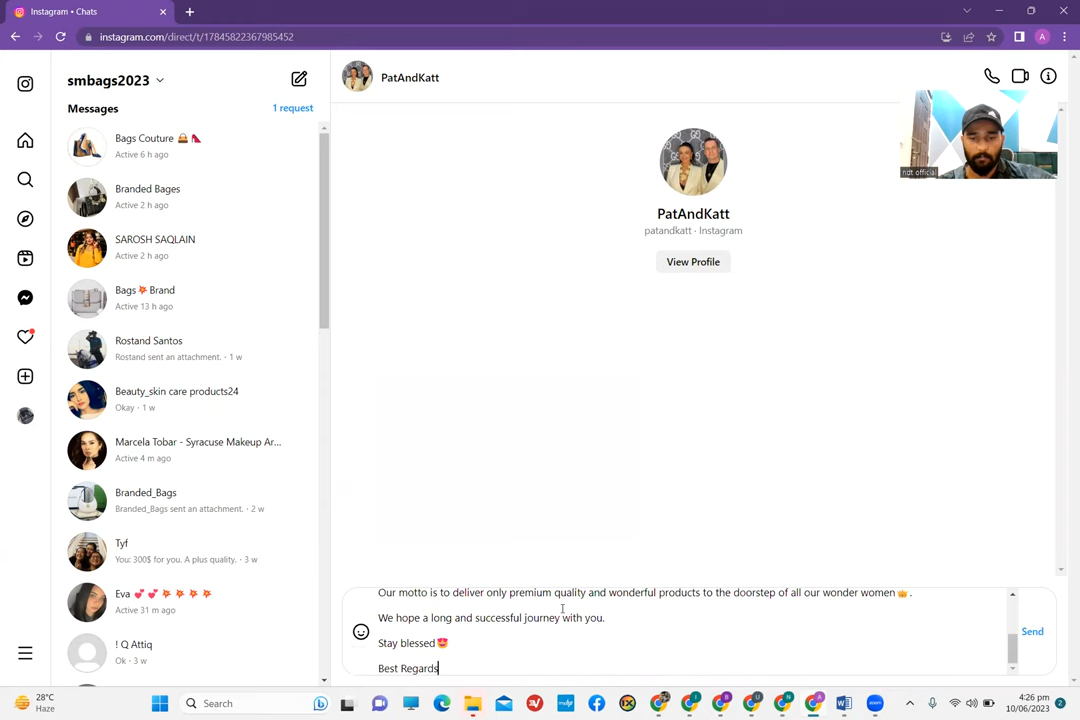 Instagram • Chats
instagram.com/direct/t/17845822367985452
A
smbags2023
Messages
1 request
Bags Couture 👜👠
Active 6 h ago
Branded Bages
Active 2 h ago
SAROSH SAQLAIN
Active 2 h ago
Bags💥Brand
Active 13 h ago
Rostand Santos
Rostand sent an attachment. · 1 w
Beauty_skin care products24
Okay · 1 w
Marcela Tobar - Syracuse Makeup Ar...
Active 4 m ago
Branded_Bags
Branded_Bags sent an attachment. · 2 w
Tyf
You: 300$ for you. A plus quality. · 3 w
Eva 💕💕💥💥💥💥
Active 31 m ago
! Q Attiq
Ok · 3 w
PatAndKatt
PatAndKatt
patandkatt · Instagram
View Profile
ndt official
Our motto is to deliver only premium quality and wonderful products to the doorstep of all our wonder women👑.
We hope a long and successful journey with you.
Stay blessed😍
Best Regards
Send
28°C
Haze
Search
4:26 pm
10/06/2023